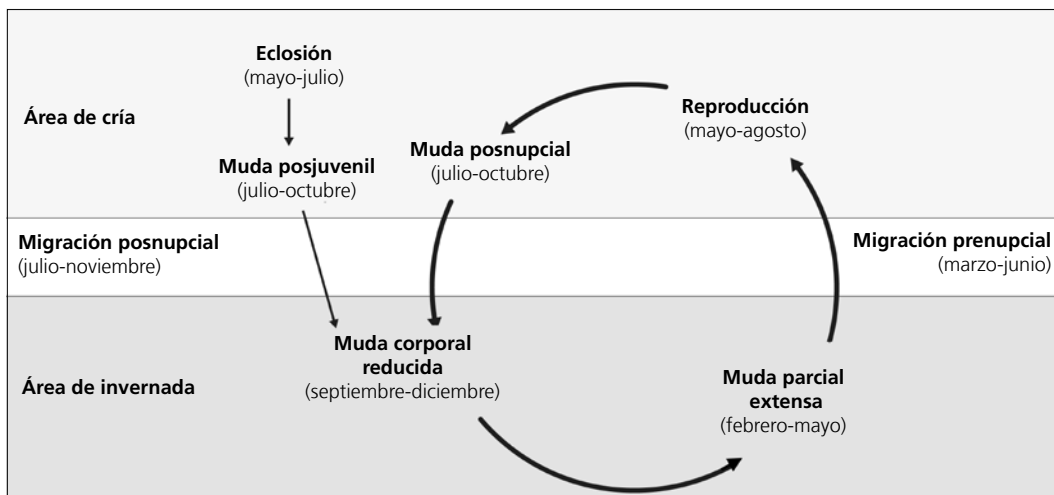 Eclosión
(mayo-julio)
Área de cría
Reproducción
(mayo-agosto)
Muda posjuvenil
(julio-octubre)
Muda posnupcial
(julio-octubre)
Migración posnupcial
(julio-noviembre)
Migración prenupcial
(marzo-junio)
Área de invernada
Muda corporal
reducida
(septiembre-diciembre)
Muda parcial
extensa
(febrero-mayo)